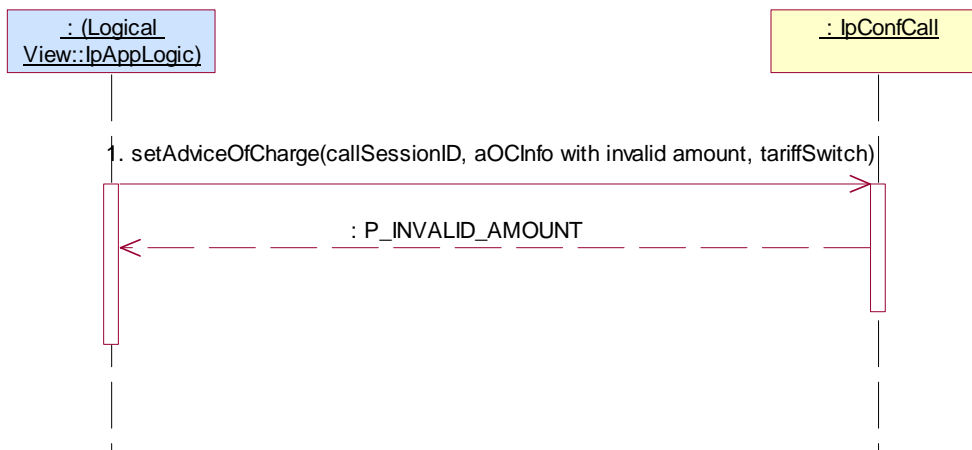 : (Logical
View::IpAppLogic)
: IpConfCall
1. setAdviceOfCharge(callSessionID, aOCInfo with invalid amount, tariffSwitch)
: P_INVALID_AMOUNT